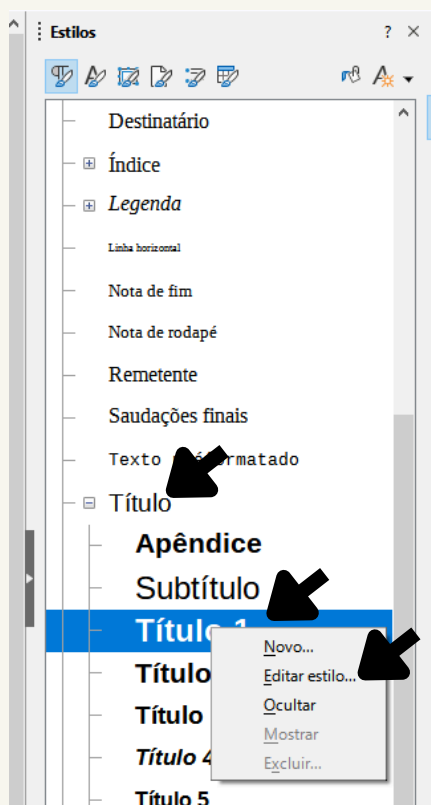 Estilos
Destinatário
Índice
Legenda
Linha horizontal
Nota de fim
Nota de rodapé
Remetente
Saudações finais
Texto formatado
Título
Apêndice
Subtítulo
Título 1
Novo...
Título
Editar estilo...
Ocultar
Título
Mostrar
Título 4
Excluir...
Título 5